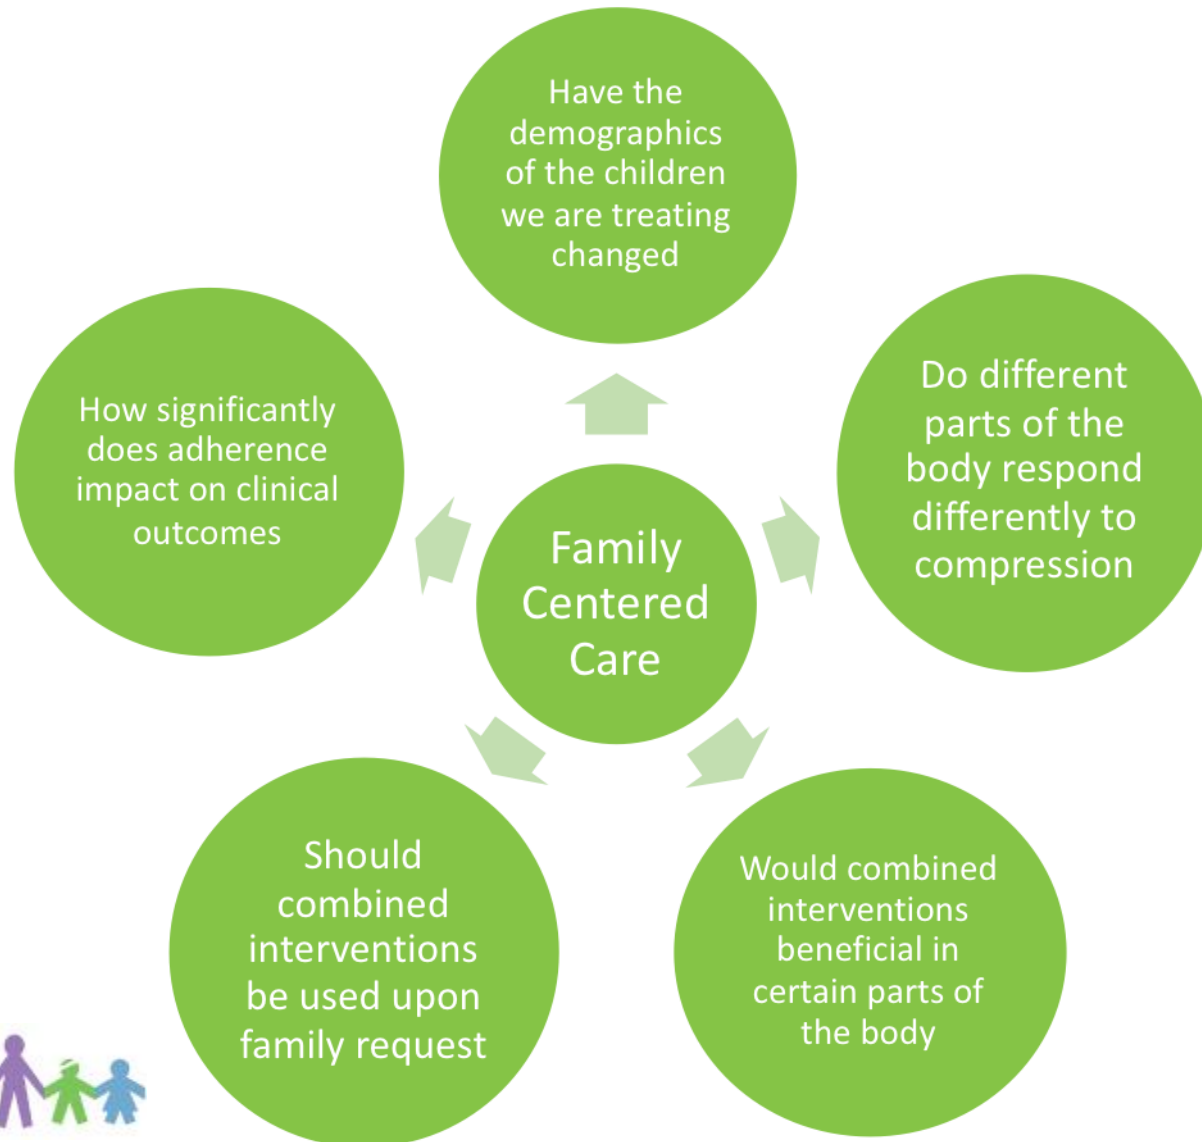 Have the
demographics
of the children
we are treating
changed
Do different
parts of the
body respond
differently to
compression
How significantly
does adherence
impact on clinical
outcomes
Family
Centered
Care
Should
combined
interventions
be used upon
family request
Would combined
interventions
beneficial in
certain parts of
the body